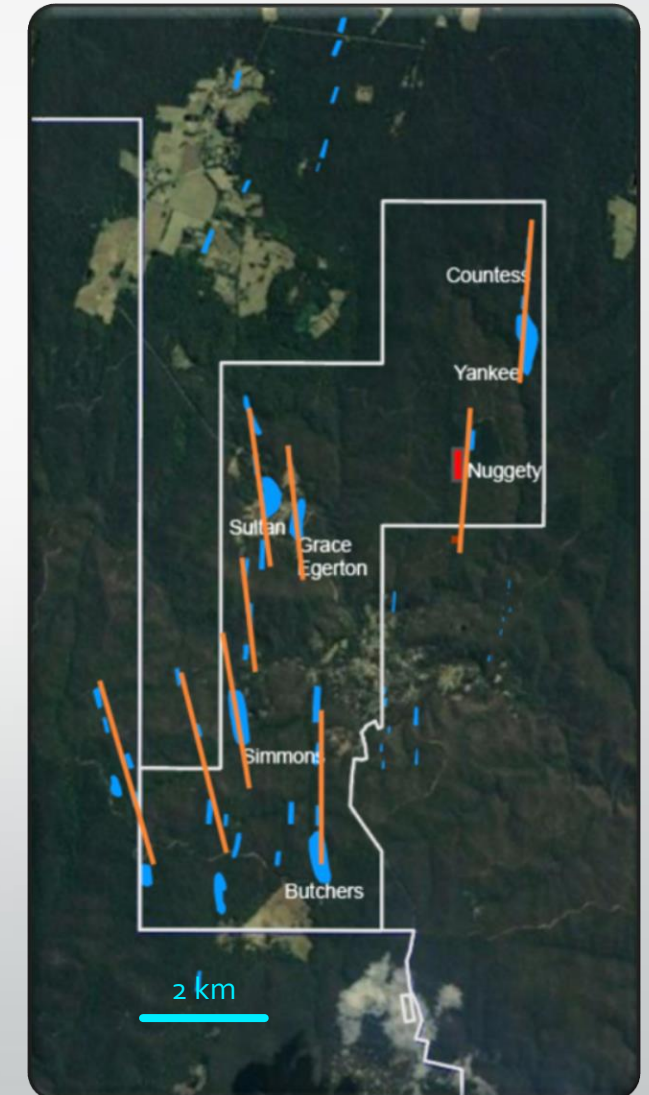 Countess
Yankee
Nuggety
Sultan
Grace
Egerton
Simmons
Butchers
2 km